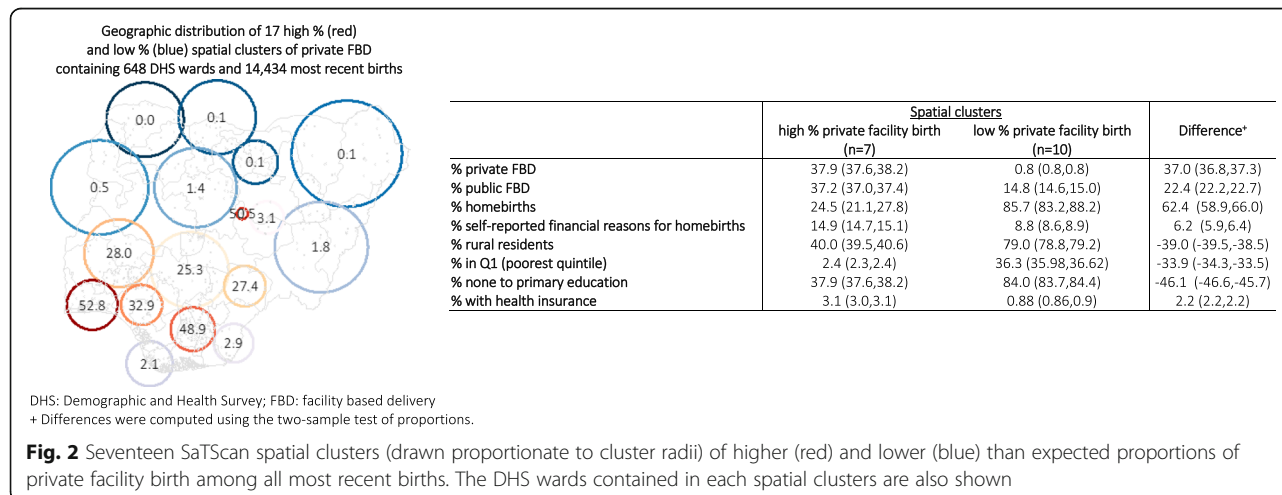 Geographic distribution of 17 high % (red)
and low % (blue) spatial clusters of private FBD
containing 648 DHS wards and 14,434 most recent births
0.0
0.1
0.1
0.1
0.5
1.4
50.5
3.1
1.8
28.0
25.3
27.4
52.8
32.9
48.9
2.9
2.1
Spatial clusters
high % private facility birth low % private facility birth Difference+
(n=7) (n=10)
% private FBD 37.9 (37.6,38.2) 0.8 (0.8,0.8) 37.0 (36.8,37.3)
% public FBD 37.2 (37.0,37.4) 14.8 (14.6,15.0) 22.4 (22.2,22.7)
% homebirths 24.5 (21.1,27.8) 85.7 (83.2,88.2) 62.4 (58.9,66.0)
% self-reported financial reasons for homebirths 14.9 (14.7,15.1) 8.8 (8.6,8.9) 6.2 (5.9,6.4)
% rural residents 40.0 (39.5,40.6) 79.0 (78.8,79.2) -39.0 (-39.5,-38.5)
% in Q1 (poorest quintile) 2.4 (2.3,2.4) 36.3 (35.98,36.62) -33.9 (-34.3,-33.5)
% none to primary education 37.9 (37.6,38.2) 84.0 (83.7,84.4) -46.1 (-46.6,-45.7)
% with health insurance 3.1 (3.0,3.1) 0.88 (0.86,0.9) 2.2 (2.2,2.2)
DHS: Demographic and Health Survey; FBD: facility based delivery
+ Differences were computed using the two-sample test of proportions.
Fig. 2 Seventeen SaTScan spatial clusters (drawn proportionate to cluster radii) of higher (red) and lower (blue) than expected proportions of
private facility birth among all most recent births. The DHS wards contained in each spatial clusters are also shown